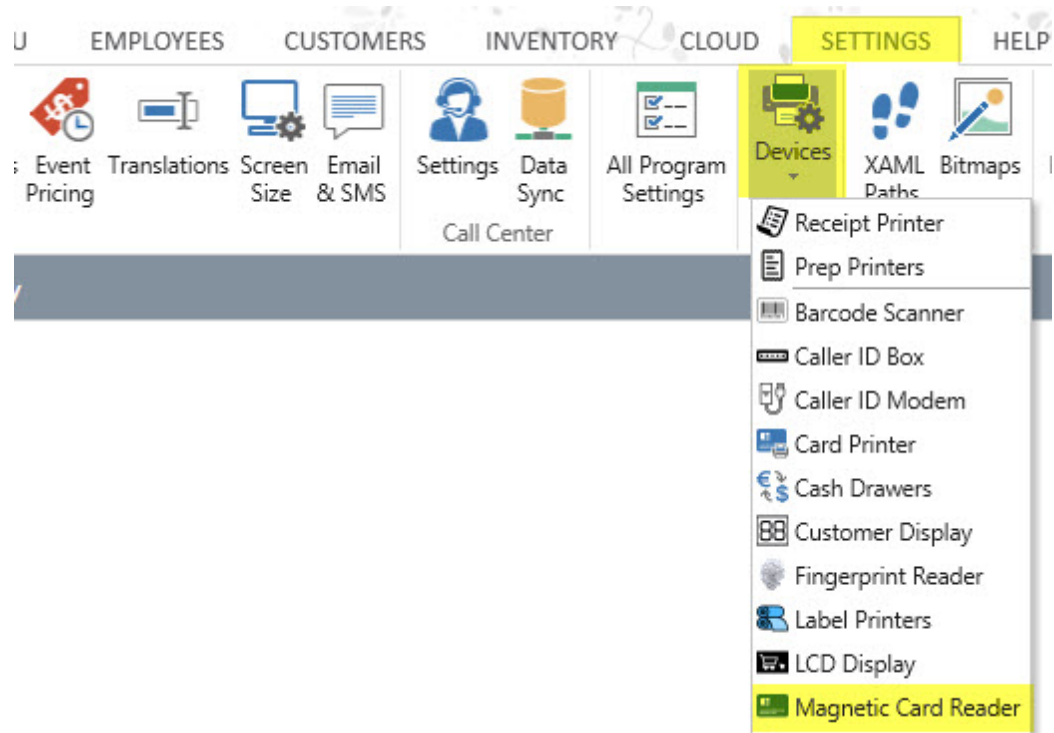 U EMPLOYEES CUSTOMERS INVENTORY CLOUD SETTINGS HELP
s Event Pricing
Translations
Screen Size
Email & SMS
Settings
Data Sync
Call Center
All Program Settings
Devices
XAML Paths
Bitmaps
y
Receipt Printer
Prep Printers
Barcode Scanner
Caller ID Box
Caller ID Modem
Card Printer
Cash Drawers
Customer Display
Fingerprint Reader
Label Printers
LCD Display
Magnetic Card Reader